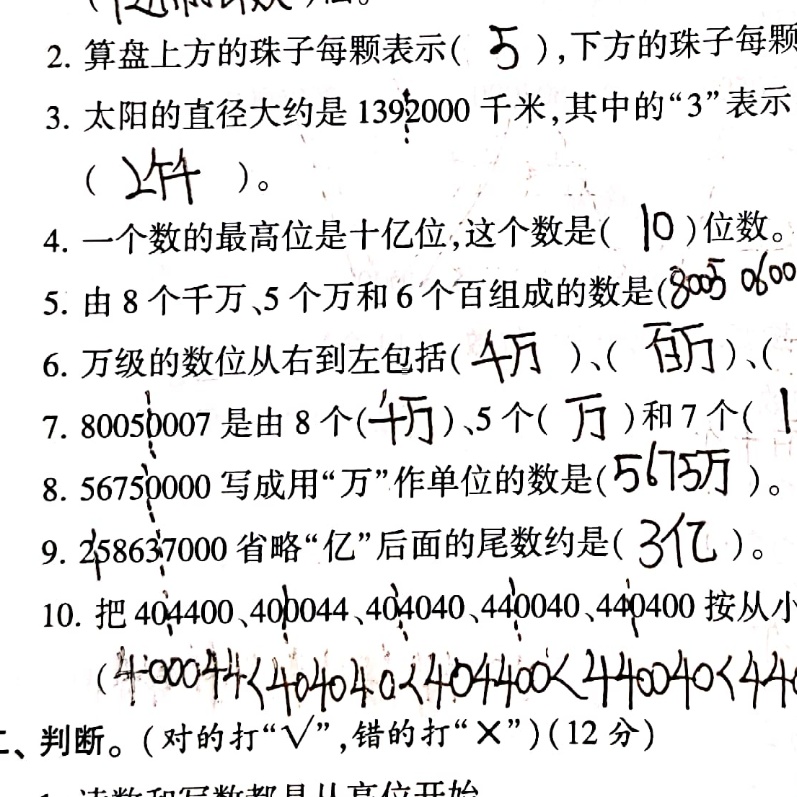 2. 算盘上方的珠子每颗表示( 5 ),下方的珠子每颗
3. 太阳的直径大约是 1392000 千米,其中的“3”表示
4. 一个数的最高位是十亿位,这个数是( 10 )位数。
5. 由 8 个千万、5 个万和 6 个百组成的数是(80050600
6. 万级的数位从右到左包括( 十万 )、( 百万 )、(
7. 80050007 是由 8 个(千万)、5 个( 万 )和 7 个( 1
8. 56750000 写成用“万”作单位的数是(5675万 )。
9. 258637000 省略“亿”后面的尾数约是( 3亿 )。
10. 把 404400、400044、404040、440040、440400 按从小
(400044<404040<404400<440040<440
二、判断。(对的打“√”,错的打“×”)(12 分)
1. 读数和写数都是从高位开始